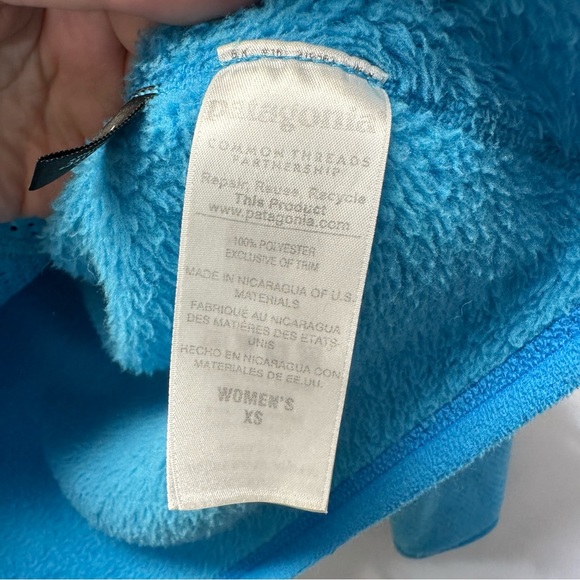 patagonia
COMMON THREADS
PARTNERSHIP
Repair, Reuse, Recycle
This Product
www.patagonia.com
100% POLYESTER
EXCLUSIVE OF TRIM
MADE IN NICARAGUA OF U.S.
MATERIALS
FABRIQUÉ AU NICARAGUA
DES MATIÈRES DES ETATS-
UNIS
HECHO EN NICARAGUA CON
MATERIALES DE EE.UU.
WOMEN'S
XS